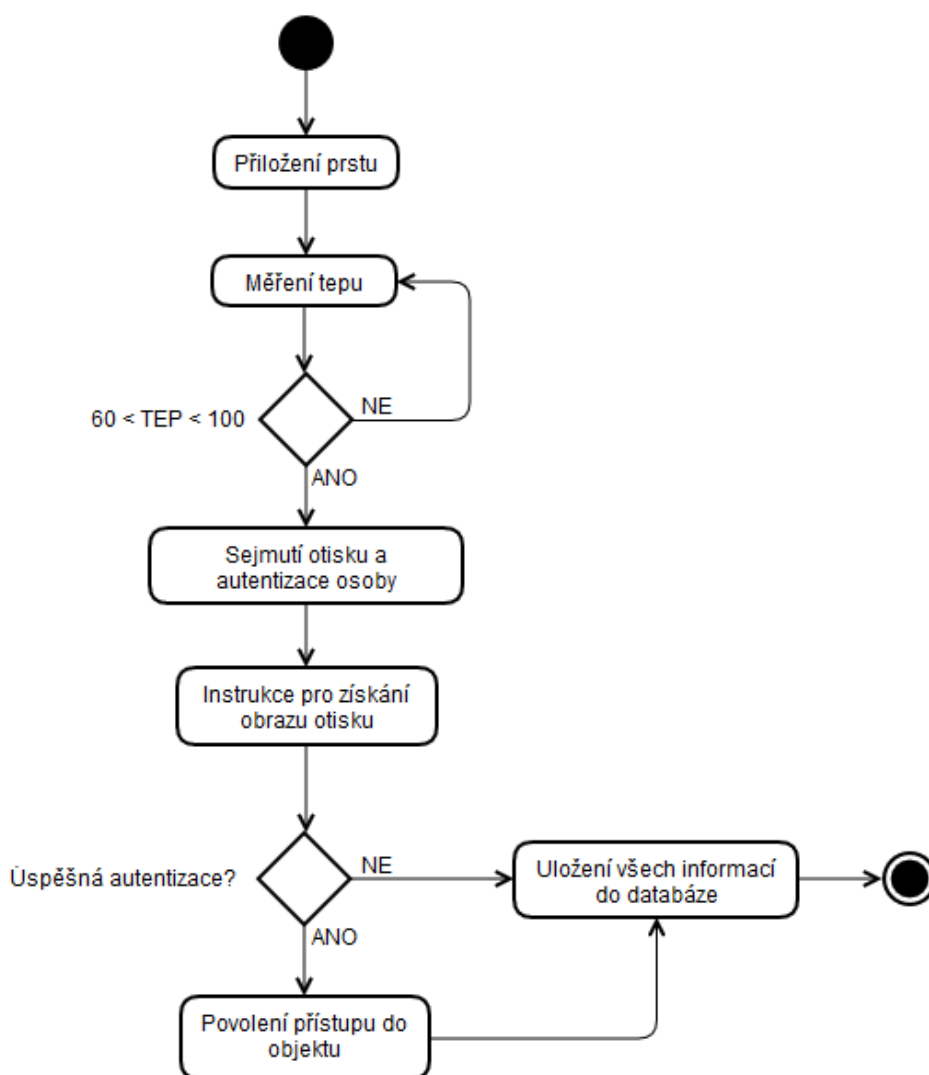 Přiložení prstu
Měření tepu
60 < TEP < 100
NE
ANO
Sejmutí otisku a
autentizace osoby
Instrukce pro získání
obrazu otisku
Úspěšná autentizace?
NE
ANO
Uložení všech informací
do databáze
Povolení přístupu do
objektu